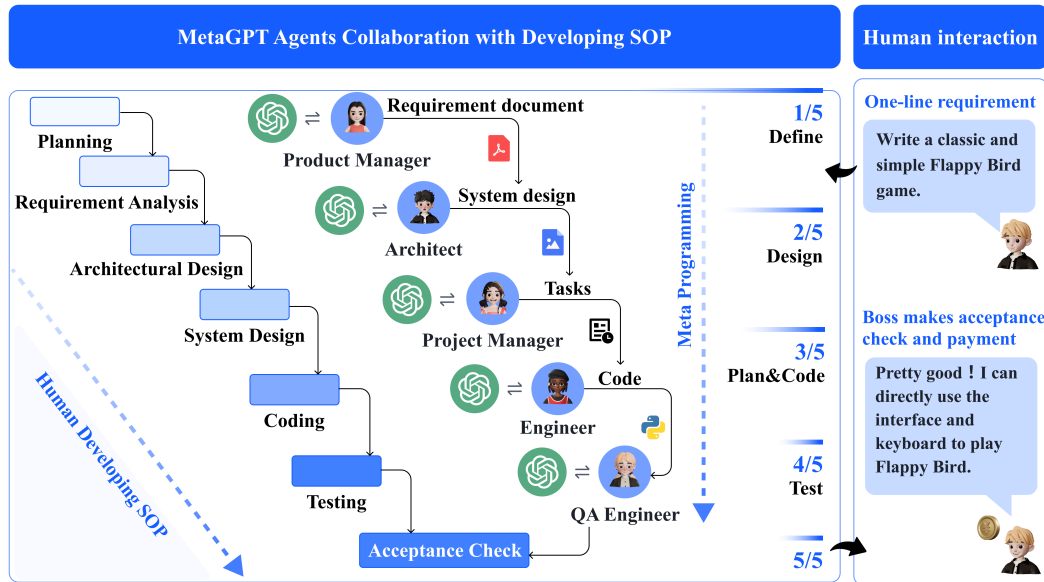 MetaGPT Agents Collaboration with Developing SOP
Human interaction
Planning
Requirement Analysis
Architectural Design
System Design
Coding
Testing
Acceptance Check
Human Developing SOP
Requirement document
Product Manager
System design
Architect
Tasks
Project Manager
Code
Engineer
QA Engineer
Meta Programming
1/5
Define
2/5
Design
3/5
Plan&Code
4/5
Test
5/5
One-line requirement
Write a classic and
simple Flappy Bird
game.
Boss makes acceptance
check and payment
Pretty good ! I can
directly use the
interface and
keyboard to play
Flappy Bird.